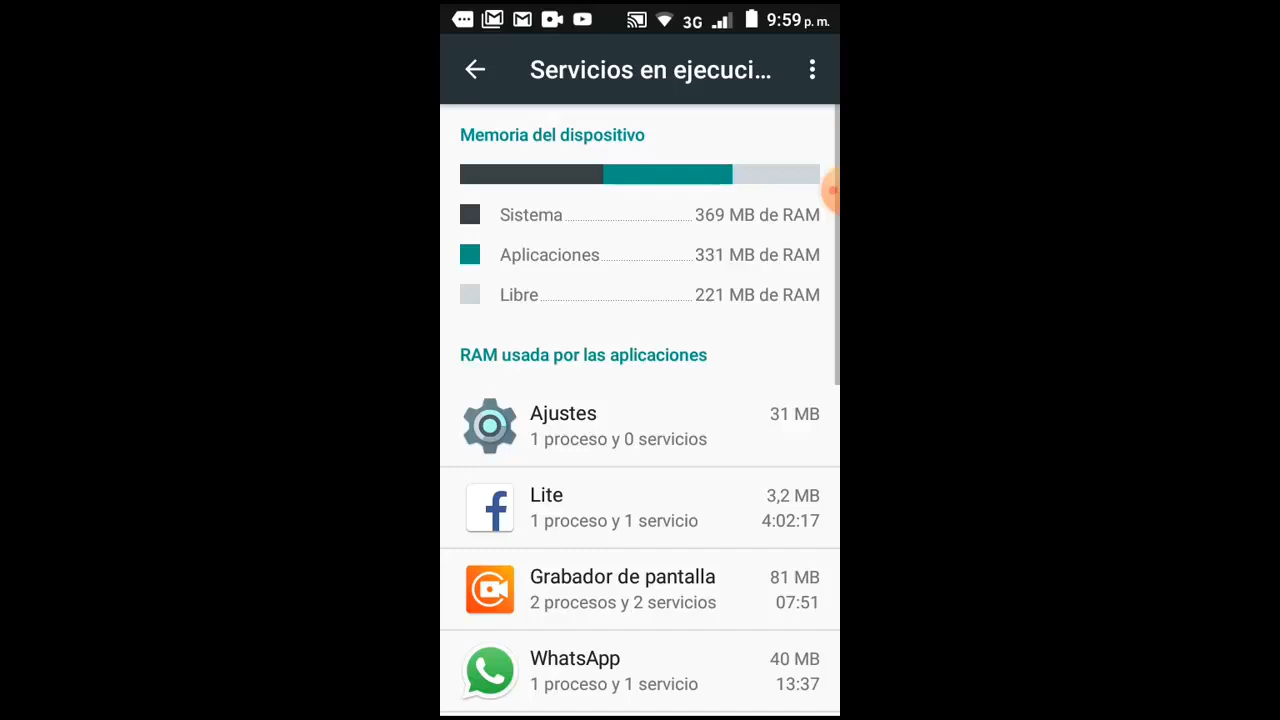 3G 9:59 p. m.
Servicios en ejecuci...
Memoria del dispositivo
Sistema 369 MB de RAM
Aplicaciones 331 MB de RAM
Libre 221 MB de RAM
RAM usada por las aplicaciones
Ajustes 31 MB
1 proceso y 0 servicios
Lite 3,2 MB
1 proceso y 1 servicio 4:02:17
Grabador de pantalla 81 MB
2 procesos y 2 servicios 07:51
WhatsApp 40 MB
1 proceso y 1 servicio 13:37